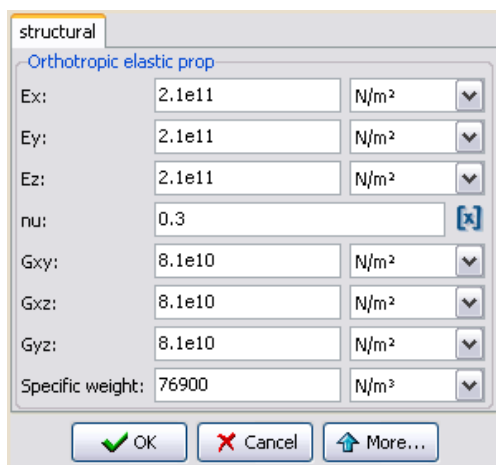 structural
Orthotropic elastic prop
Ex: 2.1e11 N/m²
Ey: 2.1e11 N/m²
Ez: 2.1e11 N/m²
nu: 0.3 [x]
Gxy: 8.1e10 N/m²
Gxz: 8.1e10 N/m²
Gyz: 8.1e10 N/m²
Specific weight: 76900 N/m³
OK Cancel More...